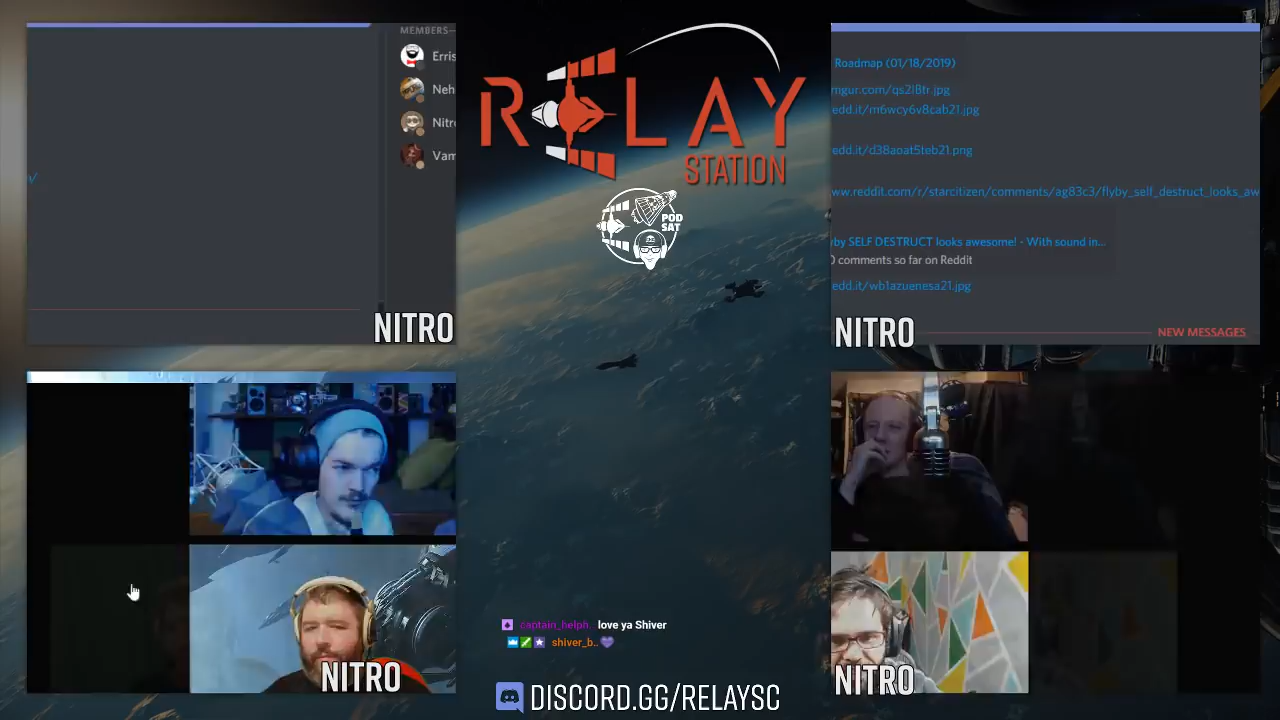 MEMBERS—
Erris
Neh
Nitro
Vam
V
NITRO
RELAY
STATION
POD
SAT
Roadmap (01/18/2019)
mgur.com/qs2l8tr.jpg
edd.it/m6wcy6v8cab21.jpg
edd.it/d38aoat5teb21.png
ww.reddit.com/r/starcitizen/comments/ag83c3/flyby_self_destruct_looks_aw
yby SELF DESTRUCT looks awesome! • With sound in...
0 comments so far on Reddit
edd.it/wb1azuenesa21.jpg
NEW MESSAGES
NITRO
NITRO
NITRO
captain_helph: love ya Shiver
shiver_b..
DISCORD.GG/RELAYSC